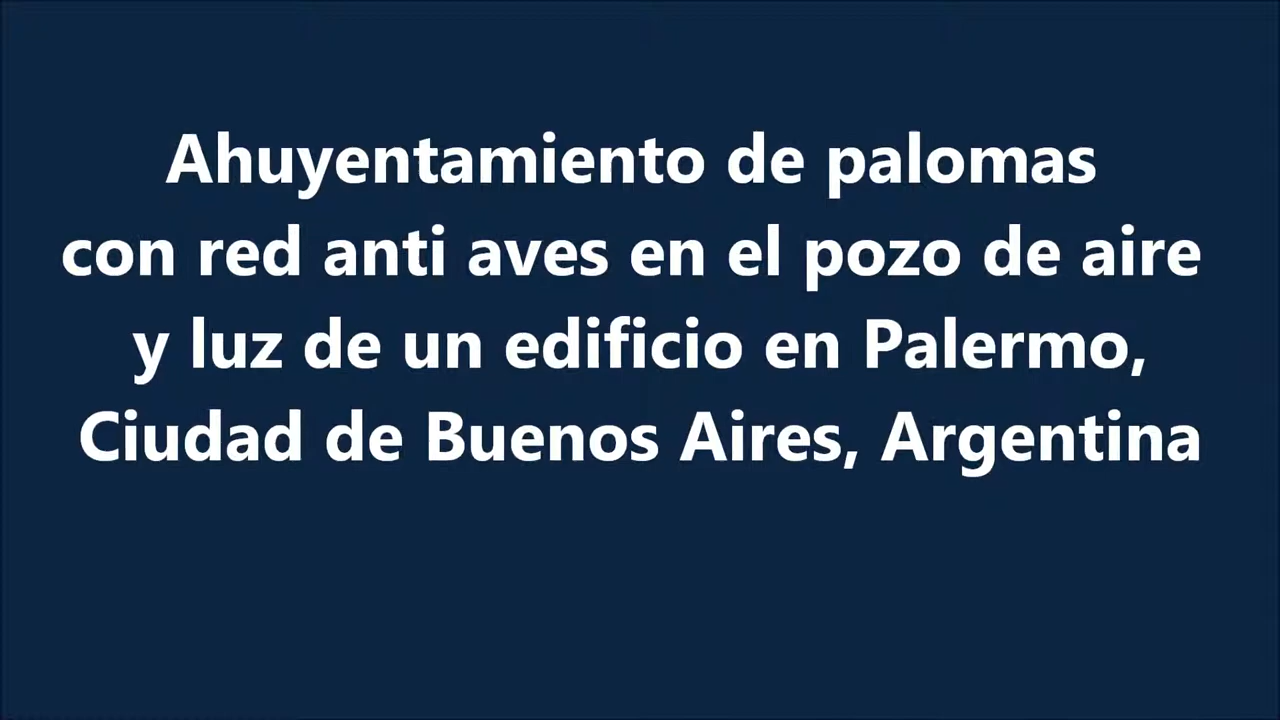 Ahuyentamiento de palomas
con red anti aves en el pozo de aire
y luz de un edificio en Palermo,
Ciudad de Buenos Aires, Argentina